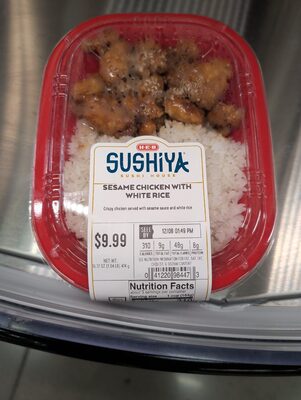 H-E-B
SUSHIYA
SUSHI HOUSE
SESAME CHICKEN WITH
WHITE RICE
Crispy chicken served with sesame sauce and white rice
$9.99
SELL
BY
12/08 01:49 PM
310 9g 48g 8g
CALORIES TOTAL FAT TOTAL CARBS PROTEIN
NET WT.
Nutrition Facts